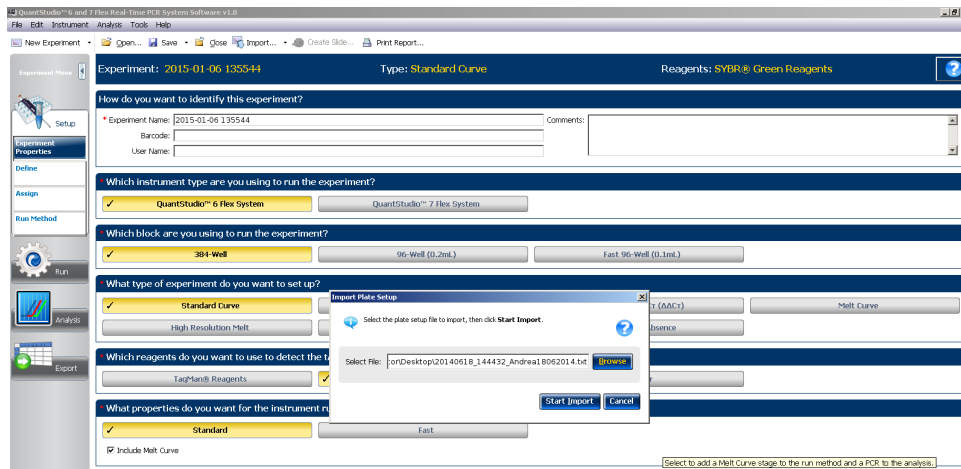 QuantStudio™ 6 and 7 Flex Real-Time PCR System Software v1.0
File Edit Instrument Analysis Tools Help
New Experiment Open... Save Close Import... Create Slide... Print Report...
Experiment Menu
Experiment: 2015-01-06 135544 Type: Standard Curve Reagents: SYBR® Green Reagents
Setup
Experiment Properties
Define
Assign
Run Method
Run
Analysis
Export
How do you want to identify this experiment?
* Experiment Name: 2015-01-06 135544 Comments:
Barcode:
User Name:
* Which instrument type are you using to run the experiment?
✓ QuantStudio™ 6 Flex System QuantStudio™ 7 Flex System
* Which block are you using to run the experiment?
✓ 384-Well 96-Well (0.2mL) Fast 96-Well (0.1mL)
* What type of experiment do you want to set up?
✓ Standard Curve (ΔΔCT) Melt Curve
High Resolution Melt
Import Plate Setup
Select the plate setup file to import, then click Start Import.
Select File: tor\Desktop\20140618_144432_Andrea18062014.txt Browse
Start Import Cancel
* Which reagents do you want to use to detect the
TaqMan® Reagents ✓
* What properties do you want for the instrument
✓ Standard Fast
Include Melt Curve
Select to add a Melt Curve stage to the run method and a PCR to the analysis.